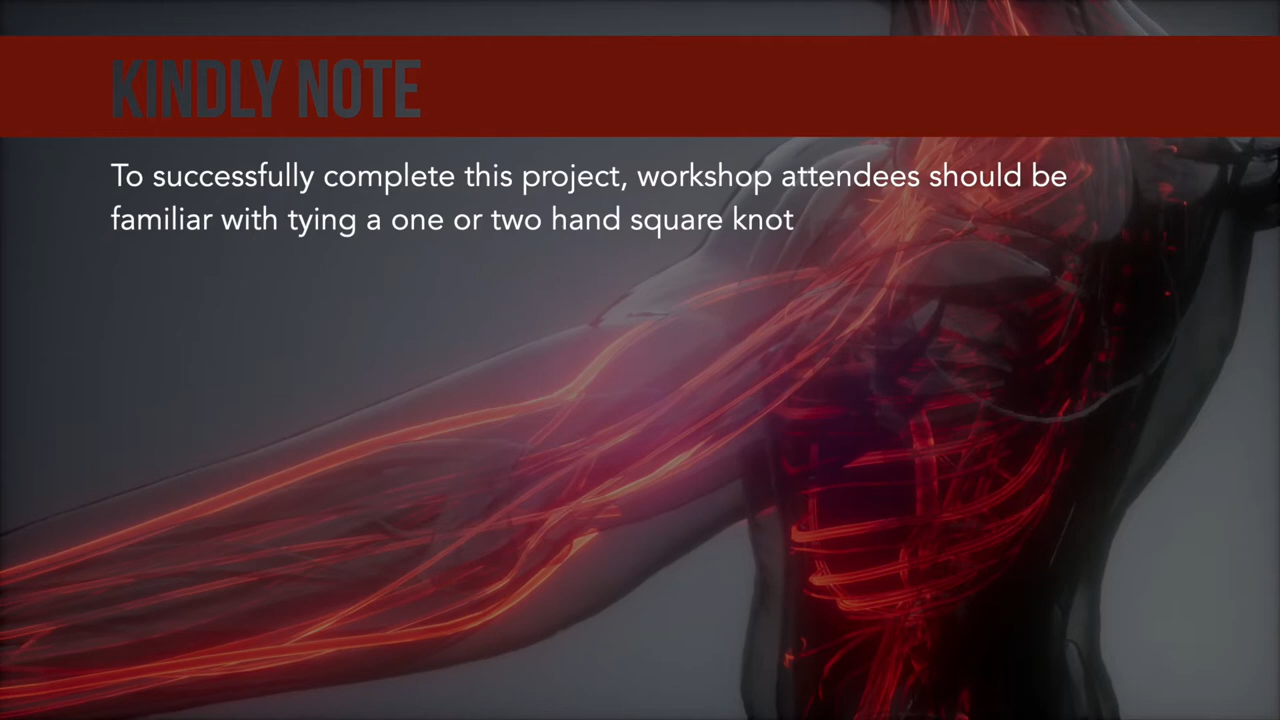 KINDLY NOTE
To successfully complete this project, workshop attendees should be
familiar with tying a one or two hand square knot